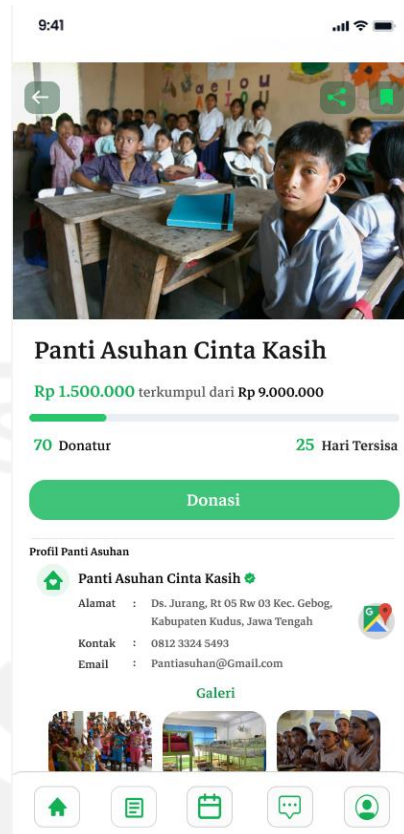 9:41
a e i o u
Panti Asuhan Cinta Kasih
Rp 1.500.000 terkumpul dari Rp 9.000.000
70 Donatur 25 Hari Tersisa
Donasi
Profil Panti Asuhan
Panti Asuhan Cinta Kasih
Alamat : Ds. Jurang, Rt 05 Rw 03 Kec. Gebog,
Kabupaten Kudus, Jawa Tengah
Kontak : 0812 3324 5493
Email : Pantiasuhan@Gmail.com
Galeri